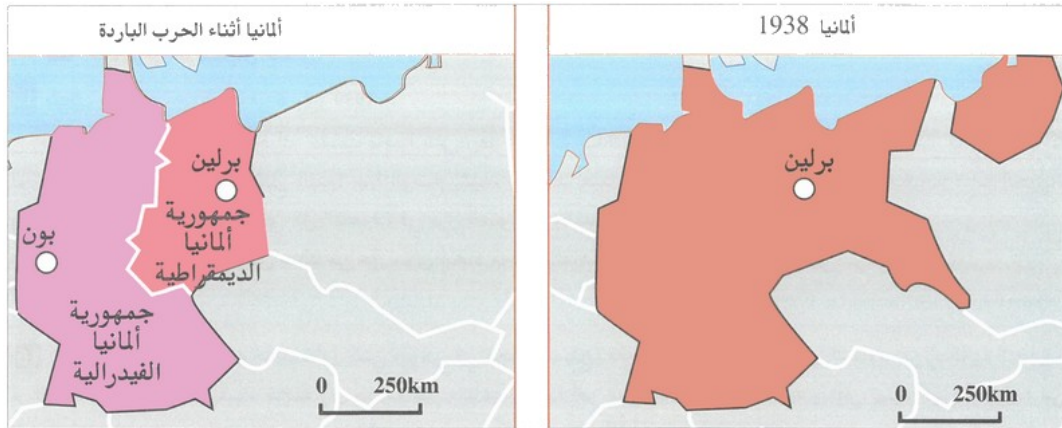 ألمانيا 1938
برلين
0 250km
ألمانيا أثناء الحرب الباردة
برلين
جمهورية
ألمانيا
الديمقراطية
بون
جمهورية
ألمانيا
الفيدرالية
0 250km